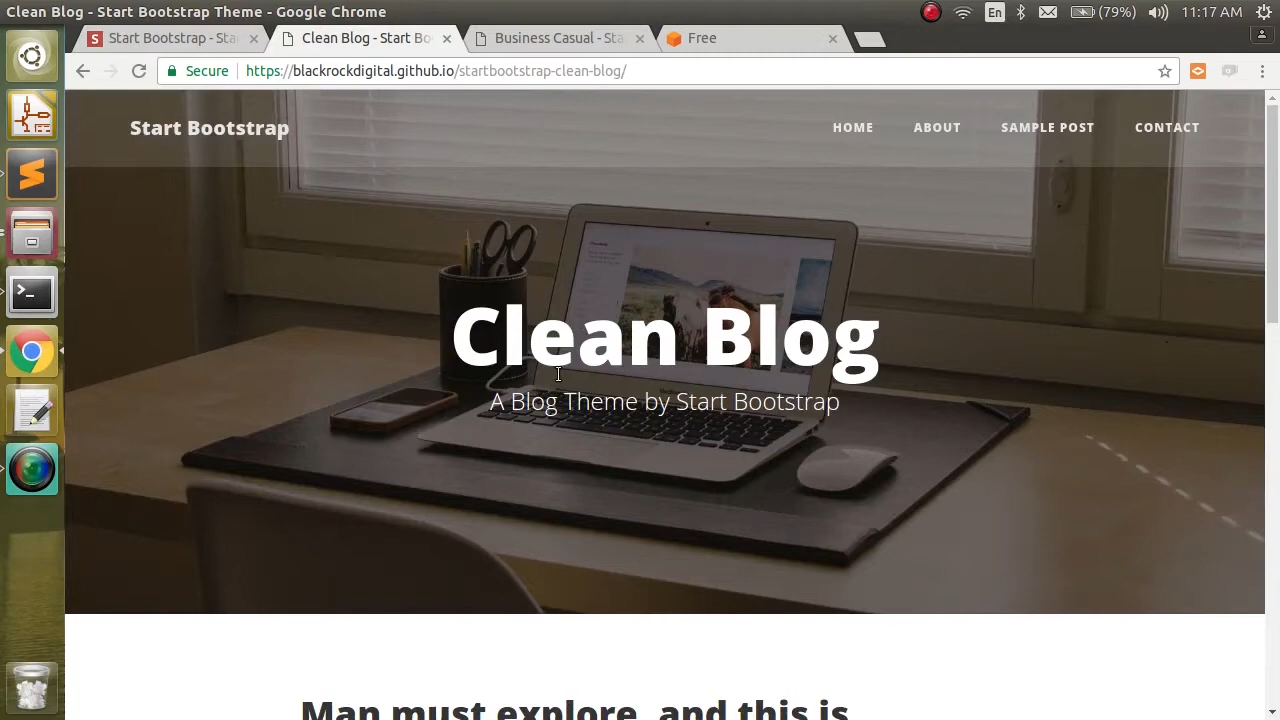 Clean Blog - Start Bootstrap Theme - Google Chrome
En
(79%)
11:17 AM
Start Bootstrap - Sta
Clean Blog - Start Bo
Business Casual - Sta
Free
Secure
https://blackrockdigital.github.io/startbootstrap-clean-blog/
Start Bootstrap
HOME
ABOUT
SAMPLE POST
CONTACT
Clean Blog
A Blog Theme by Start Bootstrap
Man must explore, and this is